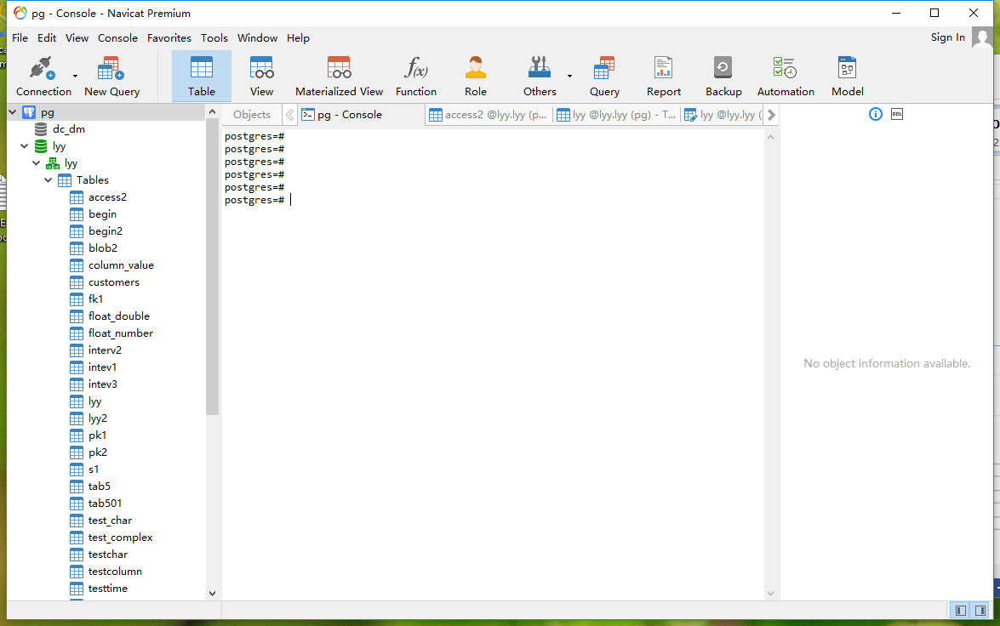 pg - Console - Navicat Premium
File Edit View Console Favorites Tools Window Help Sign In
Connection New Query Table View Materialized View Function Role Others Query Report Backup Automation Model
pg
dc_dm
lyy
lyy
Tables
access2
begin
begin2
blob2
column_value
customers
fk1
float_double
float_number
interv2
intev1
intev3
lyy
lyy2
pk1
pk2
s1
tab5
tab501
test_char
test_complex
testchar
testcolumn
testtime
Objects pg - Console access2 @lyy.lyy (p... lyy @lyy.lyy (pg) - T... lyy @lyy.lyy (
DDL
postgres=#
postgres=#
postgres=#
postgres=#
postgres=#
postgres=#
No object information available.